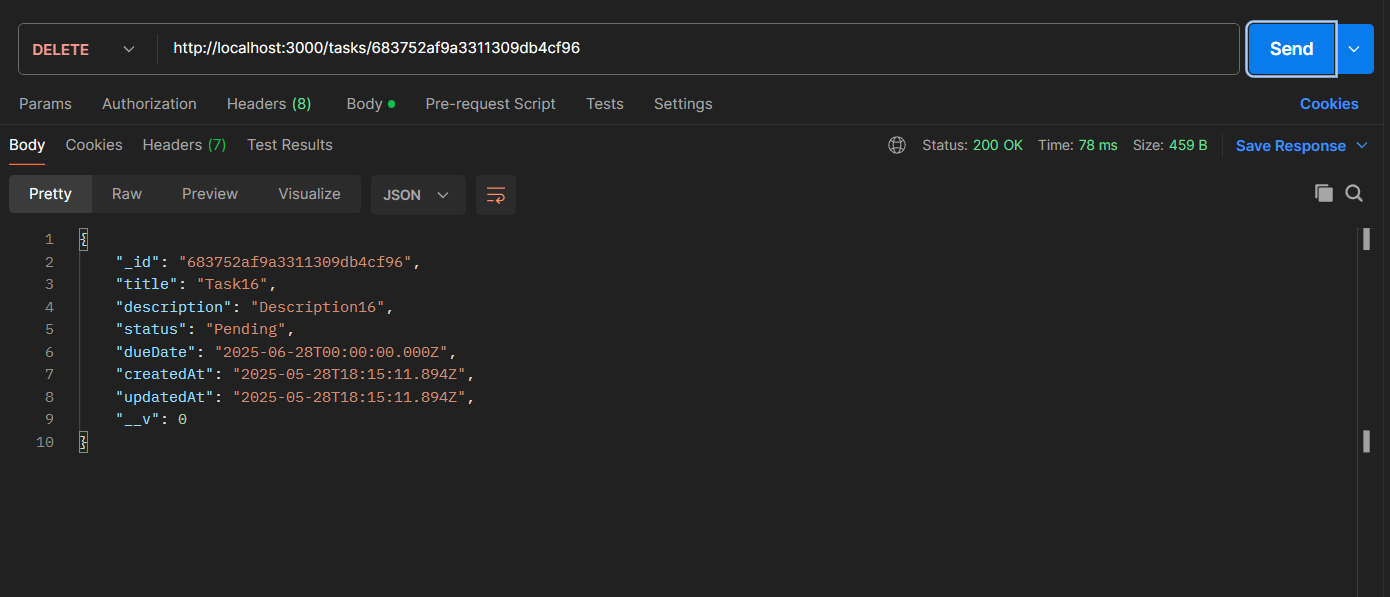 DELETE http://localhost:3000/tasks/683752af9a3311309db4cf96 Send
Params Authorization Headers (8) Body Pre-request Script Tests Settings Cookies
Body Cookies Headers (7) Test Results Status: 200 OK Time: 78 ms Size: 459 B Save Response
Pretty Raw Preview Visualize JSON
1 {
2 "_id": "683752af9a3311309db4cf96",
3 "title": "Task16",
4 "description": "Description16",
5 "status": "Pending",
6 "dueDate": "2025-06-28T00:00:00.000Z",
7 "createdAt": "2025-05-28T18:15:11.894Z",
8 "updatedAt": "2025-05-28T18:15:11.894Z",
9 "__v": 0
10 }